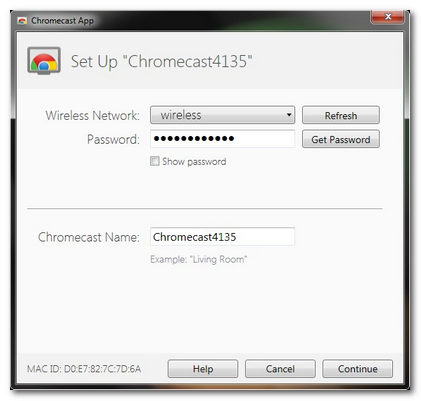 Chromecast App
Set Up "Chromecast4135"
Wireless Network: wireless Refresh
Password: ●●●●●●●●●●●● Get Password
Show password
Chromecast Name: Chromecast4135
Example: "Living Room"
MAC ID: D0:E7:82:7C:7D:6A Help Cancel Continue